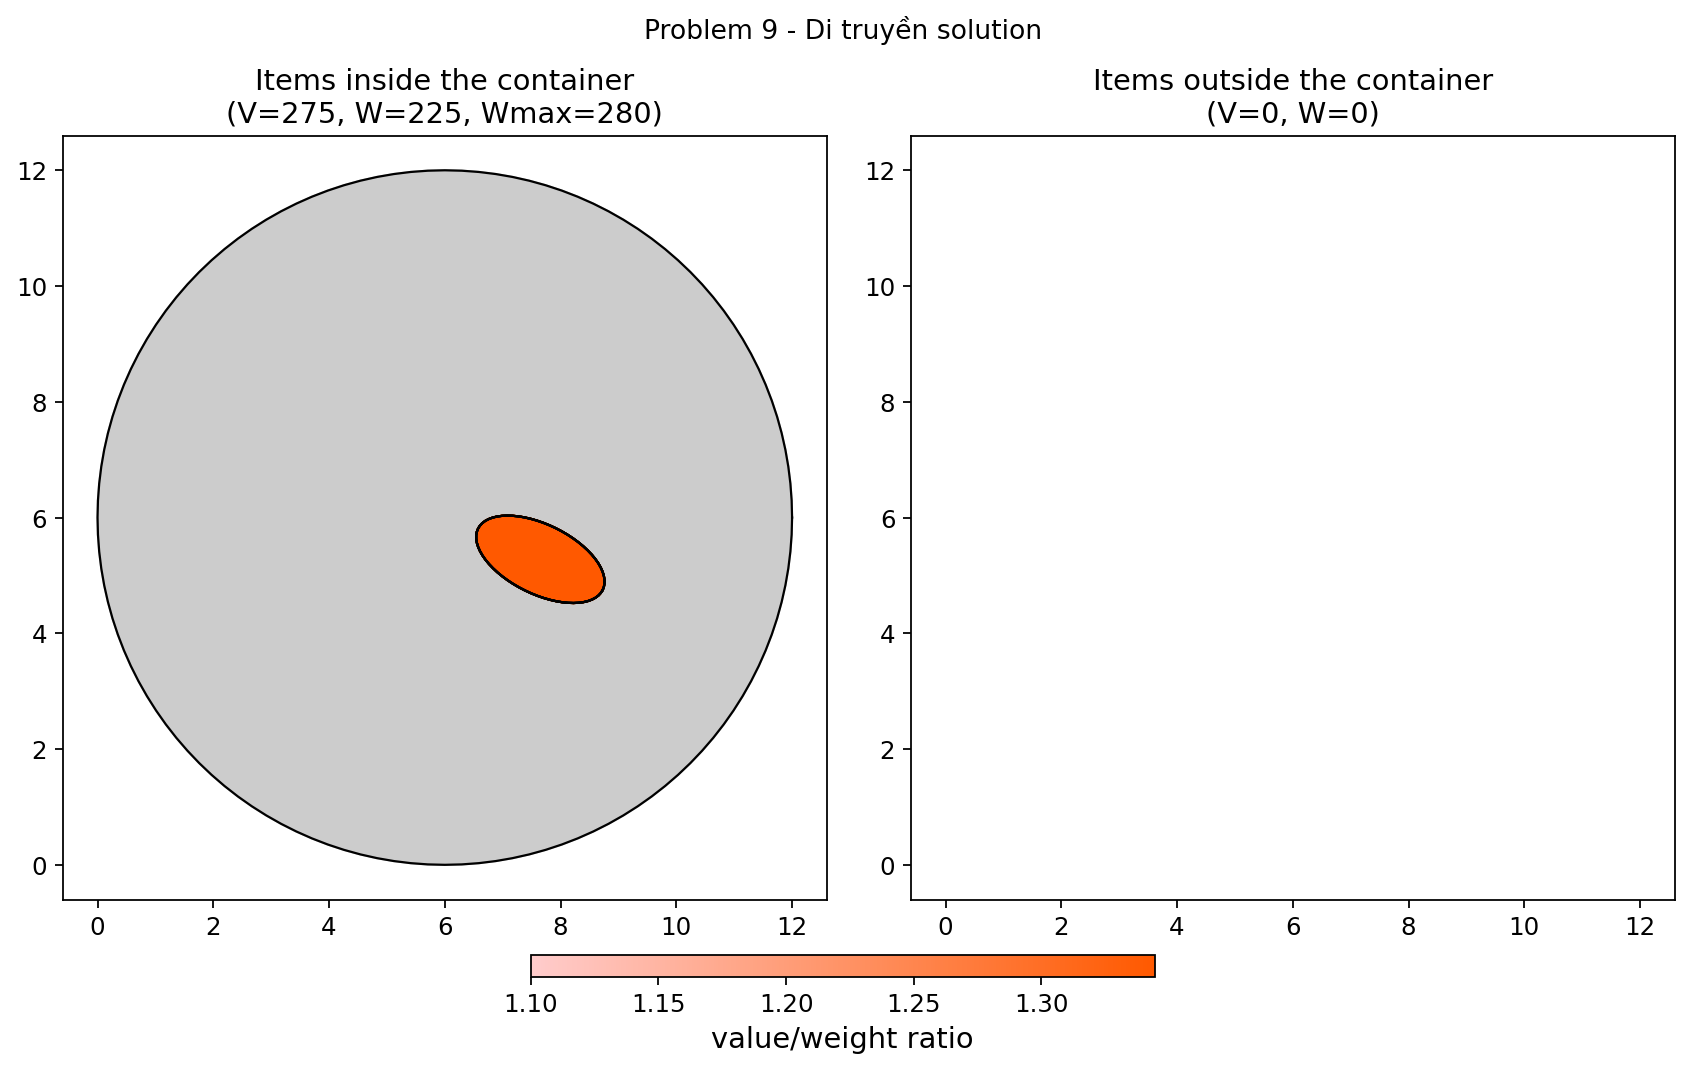 Problem 9 - Di truyền solution
Items inside the container
(V=275, W=225, Wmax=280)
12
10
8
6
4
2
0
0 2 4 6 8 10 12
Items outside the container
(V=0, W=0)
12
10
8
6
4
2
0
0 2 4 6 8 10 12
1.10 1.15 1.20 1.25 1.30
value/weight ratio